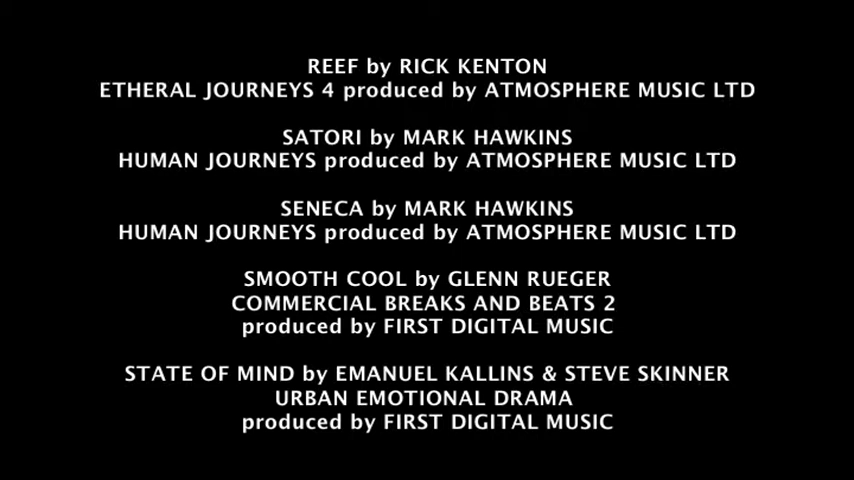 REEF by RICK KENTON
ETHERAL JOURNEYS 4 produced by ATMOSPHERE MUSIC LTD
SATORI by MARK HAWKINS
HUMAN JOURNEYS produced by ATMOSPHERE MUSIC LTD
SENECA by MARK HAWKINS
HUMAN JOURNEYS produced by ATMOSPHERE MUSIC LTD
SMOOTH COOL by GLENN RUEGER
COMMERCIAL BREAKS AND BEATS 2
produced by FIRST DIGITAL MUSIC
STATE OF MIND by EMANUEL KALLINS & STEVE SKINNER
URBAN EMOTIONAL DRAMA
produced by FIRST DIGITAL MUSIC